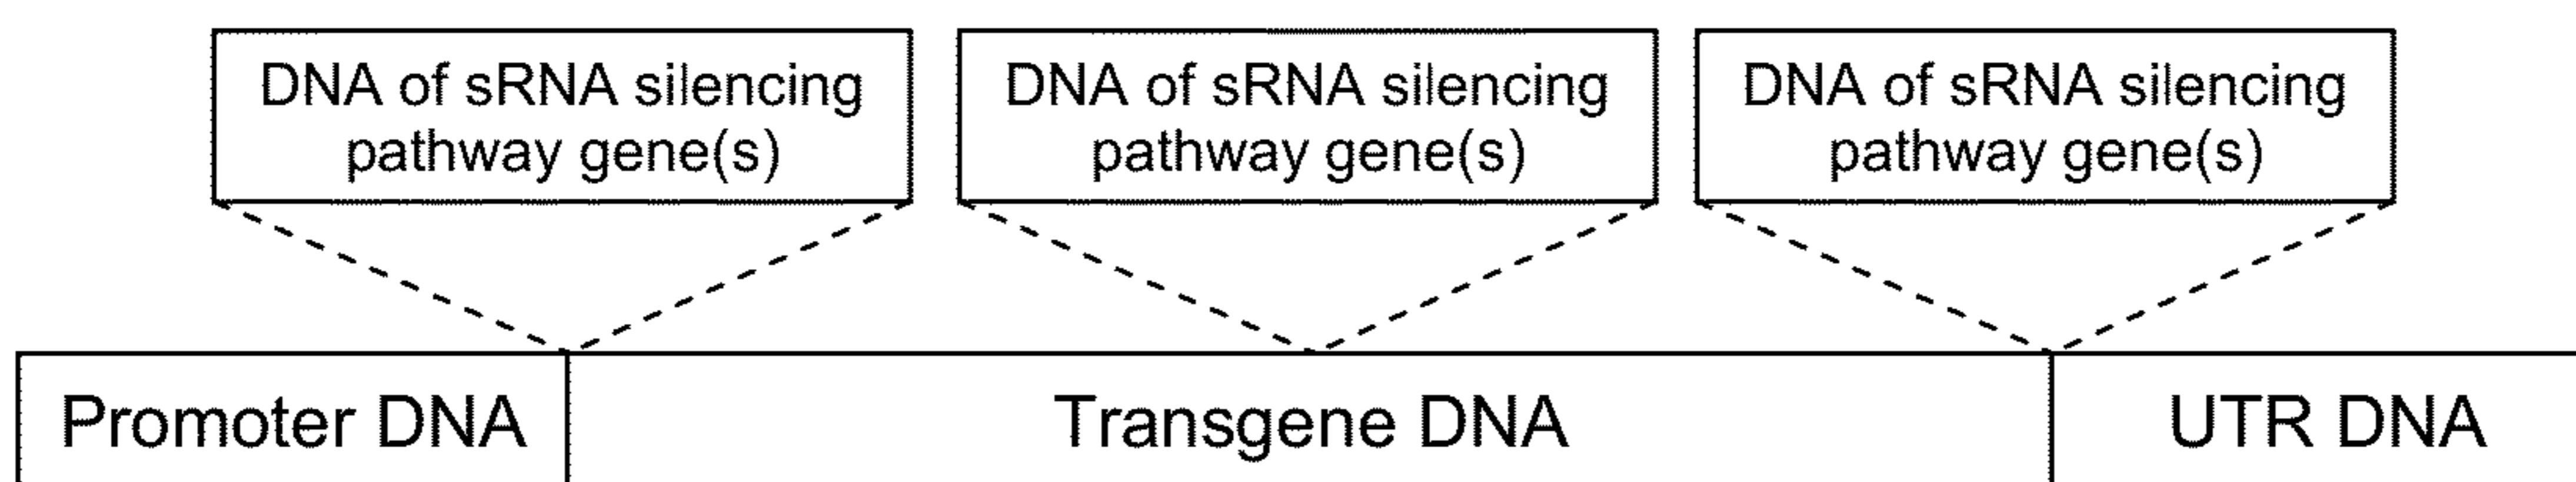 DNA of sRNA silencing
pathway gene(s)
DNA of sRNA silencing
pathway gene(s)
DNA of sRNA silencing
pathway gene(s)
Promoter DNA
Transgene DNA
UTR DNA